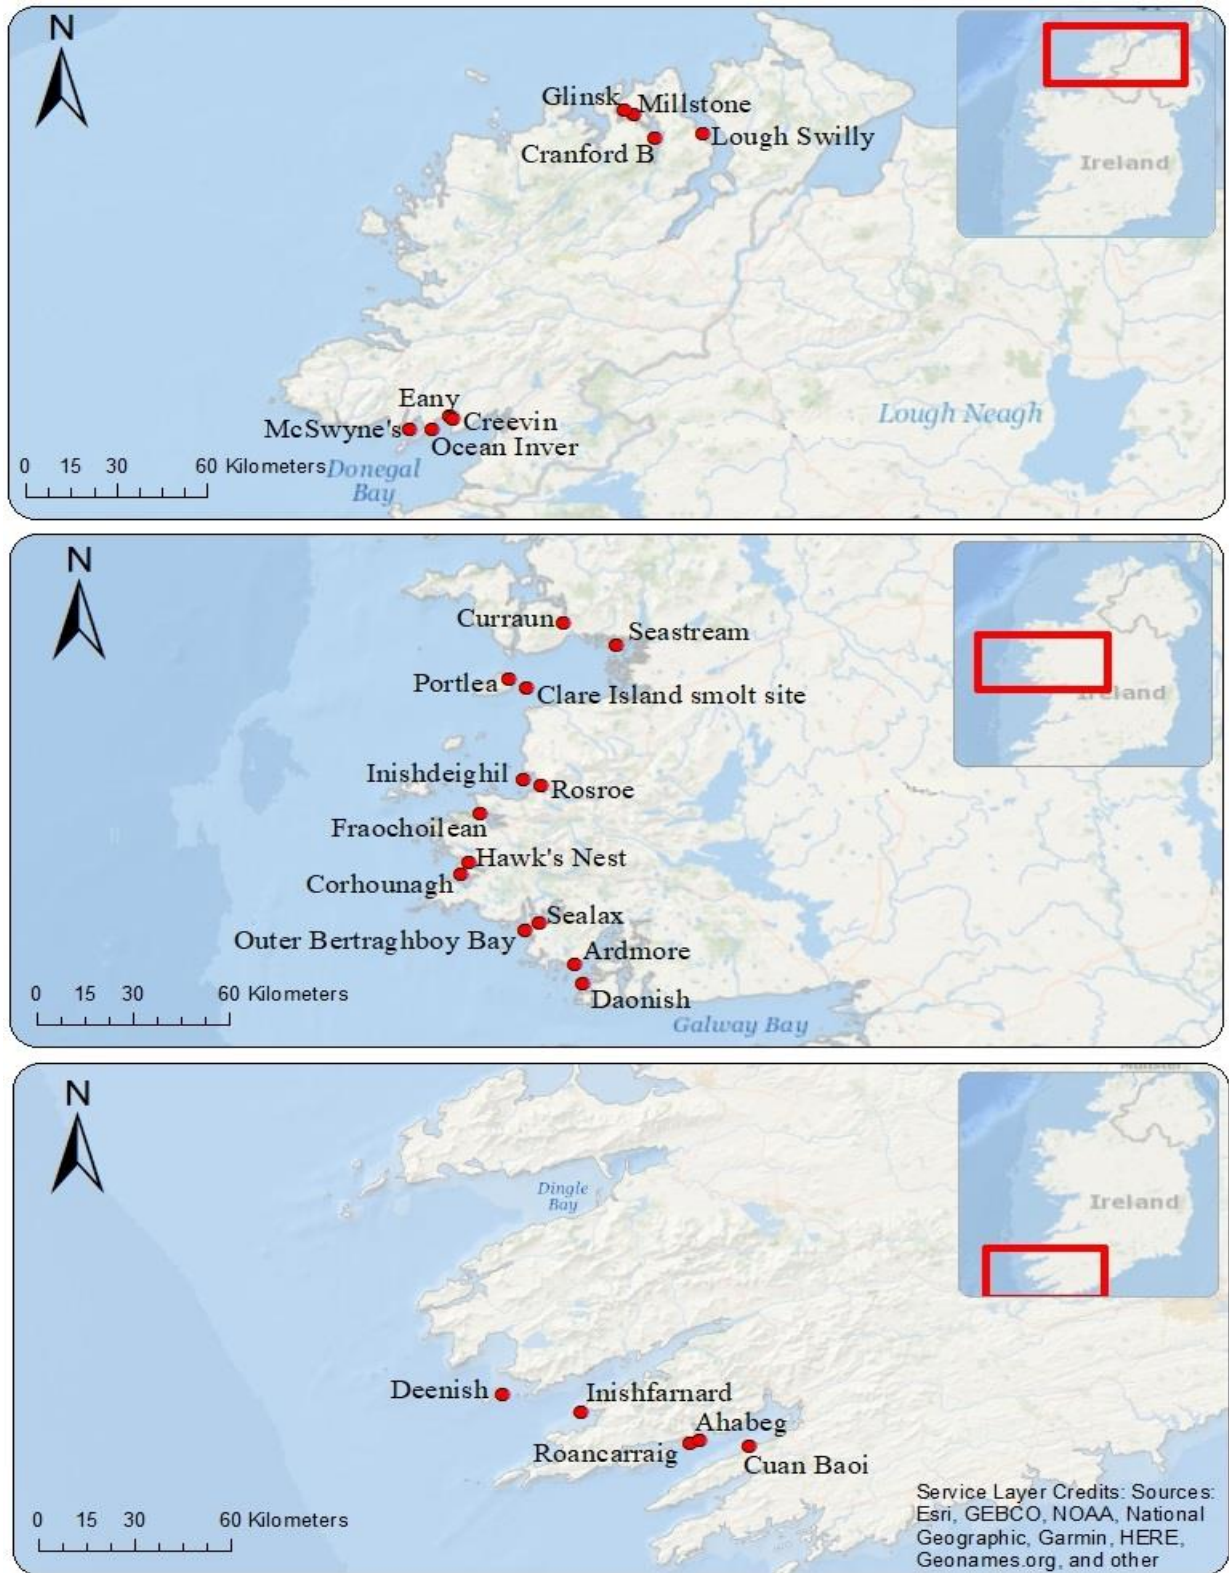 N
Glinsk
Millstone
Cranford B
Lough Swilly
Ireland
Eany
McSwyne's
Creevin
Ocean Inver
Lough Neagh
0 15 30 60 Kilometers
Donegal
Bay
N
Curraun
Seastream
Portlea
Clare Island smolt site
Ireland
Inishdeighil
Rosroe
Fraochoilean
Hawk's Nest
Corhounagh
Sealax
Outer Bertraghboy Bay
Ardmore
Daonish
0 15 30 60 Kilometers
Galway Bay
N
Ireland
Dingle
Bay
Deenish
Inishfarnard
Ahabeg
Roancarraig
Cuan Baoi
0 15 30 60 Kilometers
Service Layer Credits: Sources:
Esri, GEBCO, NOAA, National
Geographic, Garmin, HERE,
Geonames.org, and other